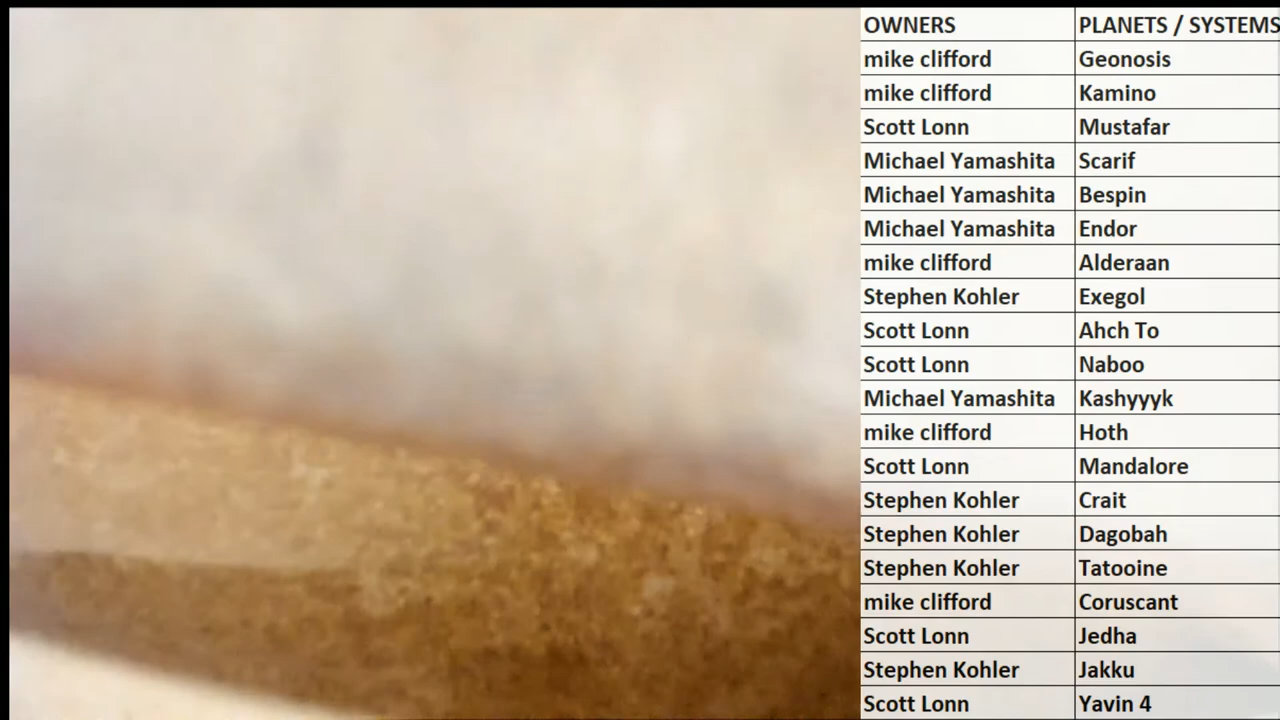 OWNERS PLANETS / SYSTEMS
mike clifford Geonosis
mike clifford Kamino
Scott Lonn Mustafar
Michael Yamashita Scarif
Michael Yamashita Bespin
Michael Yamashita Endor
mike clifford Alderaan
Stephen Kohler Exegol
Scott Lonn Ahch To
Scott Lonn Naboo
Michael Yamashita Kashyyyk
mike clifford Hoth
Scott Lonn Mandalore
Stephen Kohler Crait
Stephen Kohler Dagobah
Stephen Kohler Tatooine
mike clifford Coruscant
Scott Lonn Jedha
Stephen Kohler Jakku
Scott Lonn Yavin 4